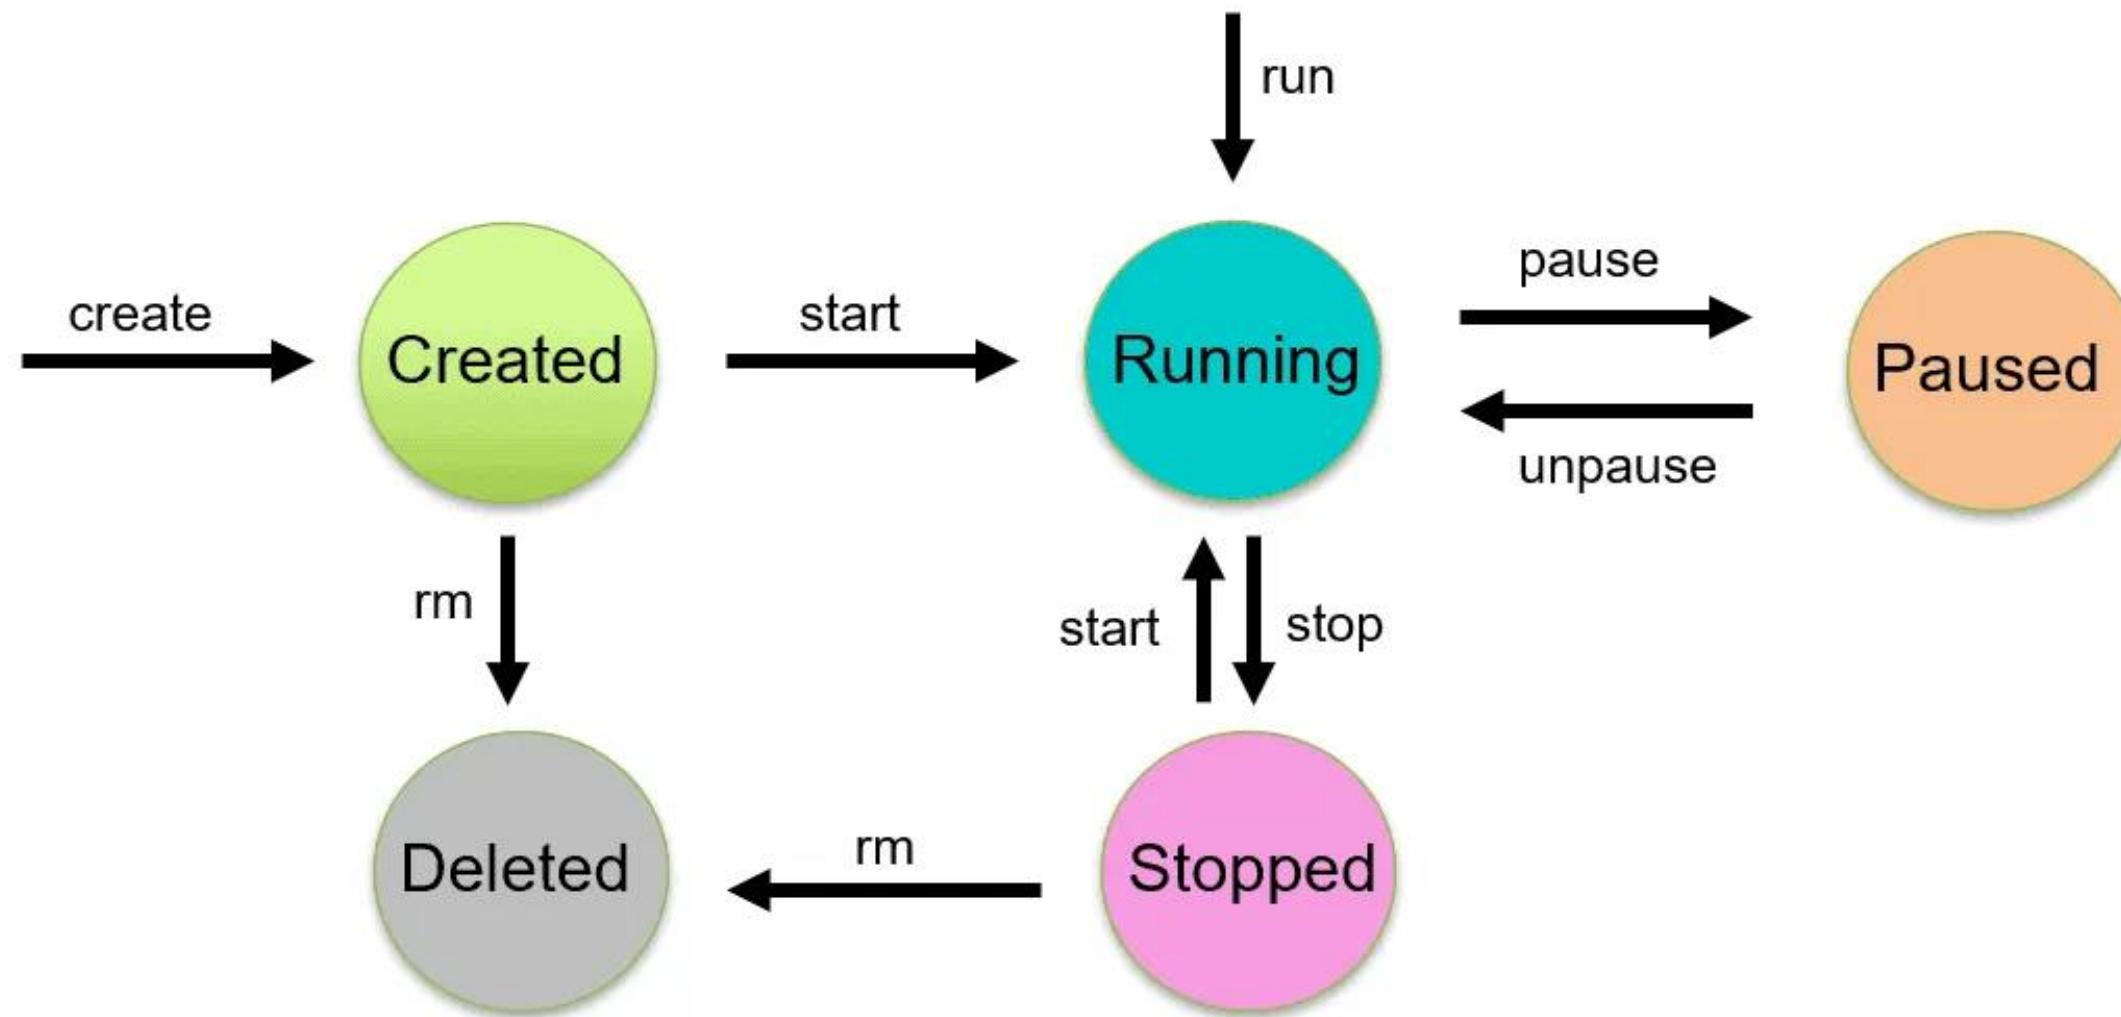 run
create
start
pause
Created
Running
Paused
unpause
rm
start
stop
Deleted
rm
Stopped